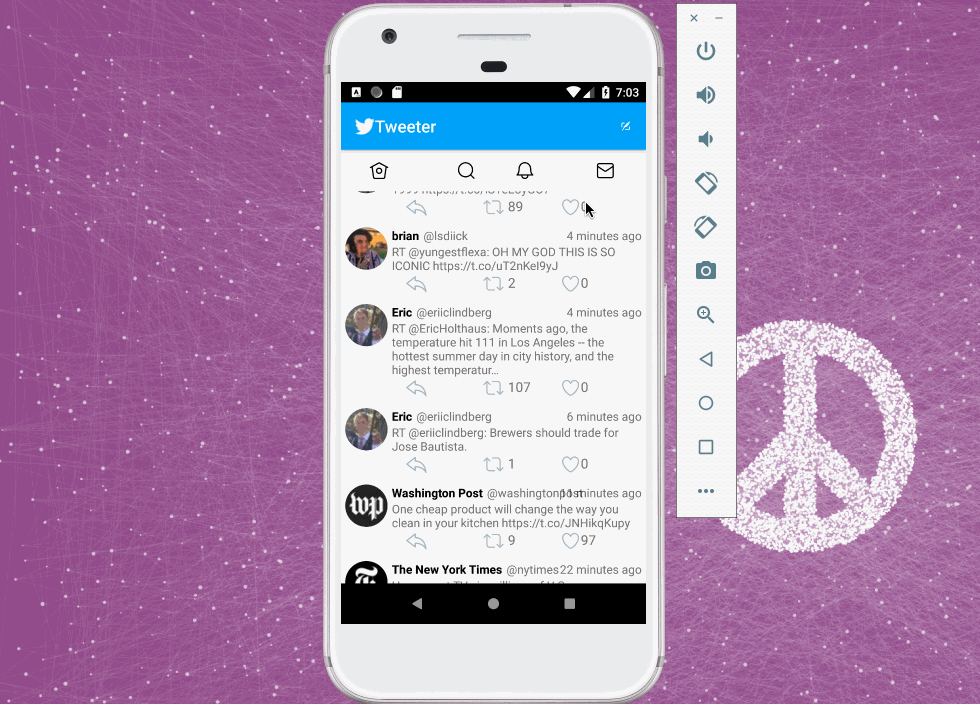 7:03
Tweeter
89
brian @lsdiick 4 minutes ago
RT @yungestflexa: OH MY GOD THIS IS SO
ICONIC https://t.co/uT2nKeI9yJ
2 0
Eric @eriiclindberg 4 minutes ago
RT @EricHolthaus: Moments ago, the
temperature hit 111 in Los Angeles -- the
hottest summer day in city history, and the
highest temperatur…
107 0
Eric @eriiclindberg 6 minutes ago
RT @eriiclindberg: Brewers should trade for
Jose Bautista.
1 0
Washington Post @washingtonpost 11 minutes ago
One cheap product will change the way you
clean in your kitchen https://t.co/JNHikqKupy
9 97
The New York Times @nytimes 22 minutes ago